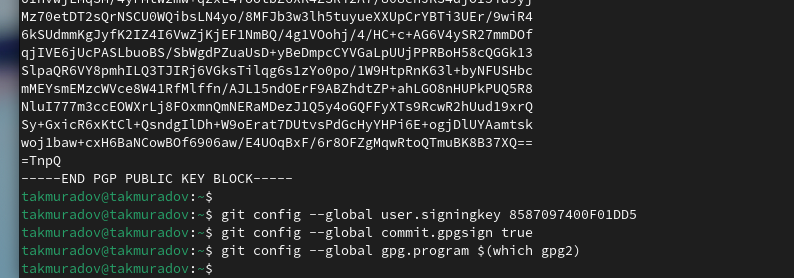 Mz70etDT2sQrNSCU0WQibsLN4yo/8MFJb3w3lh5tuyueXXUpCrYBTi3UEr/9wiR4
6kSUdmmKgJyfK2IZ4I6VwZjKjEF1NmBQ/4g1VOohj/4/HC+c+AG6V4ySR27mmDOf
qjIVE6jUcPASLbuoBS/SbWgdPZuaUsD+yBeDmpcCYVGaLpUUjPPRBoH58cQGGk13
SlpaQR6VY8pmhILQ3TJIRj6VGksTilqg6s1zYo0po/1W9HtpRnK63l+byNFUSHbc
mMEYsmEMzcWVce8W41RfMlffn/AJL15ndOErF9ABZhdtZP+ahLGO8nHUPkPUQ5R8
NluI777m3ccEOWXrLj8FOxmnQmNERaMDezJ1Q5y4oGQFFyXTs9RcwR2hUud19xrQ
Sy+GxicR6xKtCl+QsndgIlDh+W9oErat7DUtvsPdGcHyYHPi6E+ogjDlUYAamtsk
woj1baw+cxH6BaNCowBOf6906aw/E4UOqBxF/6r8OFZgMqwRtoQTmuBK8B37XQ==
=TnpQ
-----END PGP PUBLIC KEY BLOCK-----
takmuradov@takmuradov:~$
takmuradov@takmuradov:~$ git config --global user.signingkey 8587097400F01DD5
takmuradov@takmuradov:~$ git config --global commit.gpgsign true
takmuradov@takmuradov:~$ git config --global gpg.program $(which gpg2)
takmuradov@takmuradov:~$